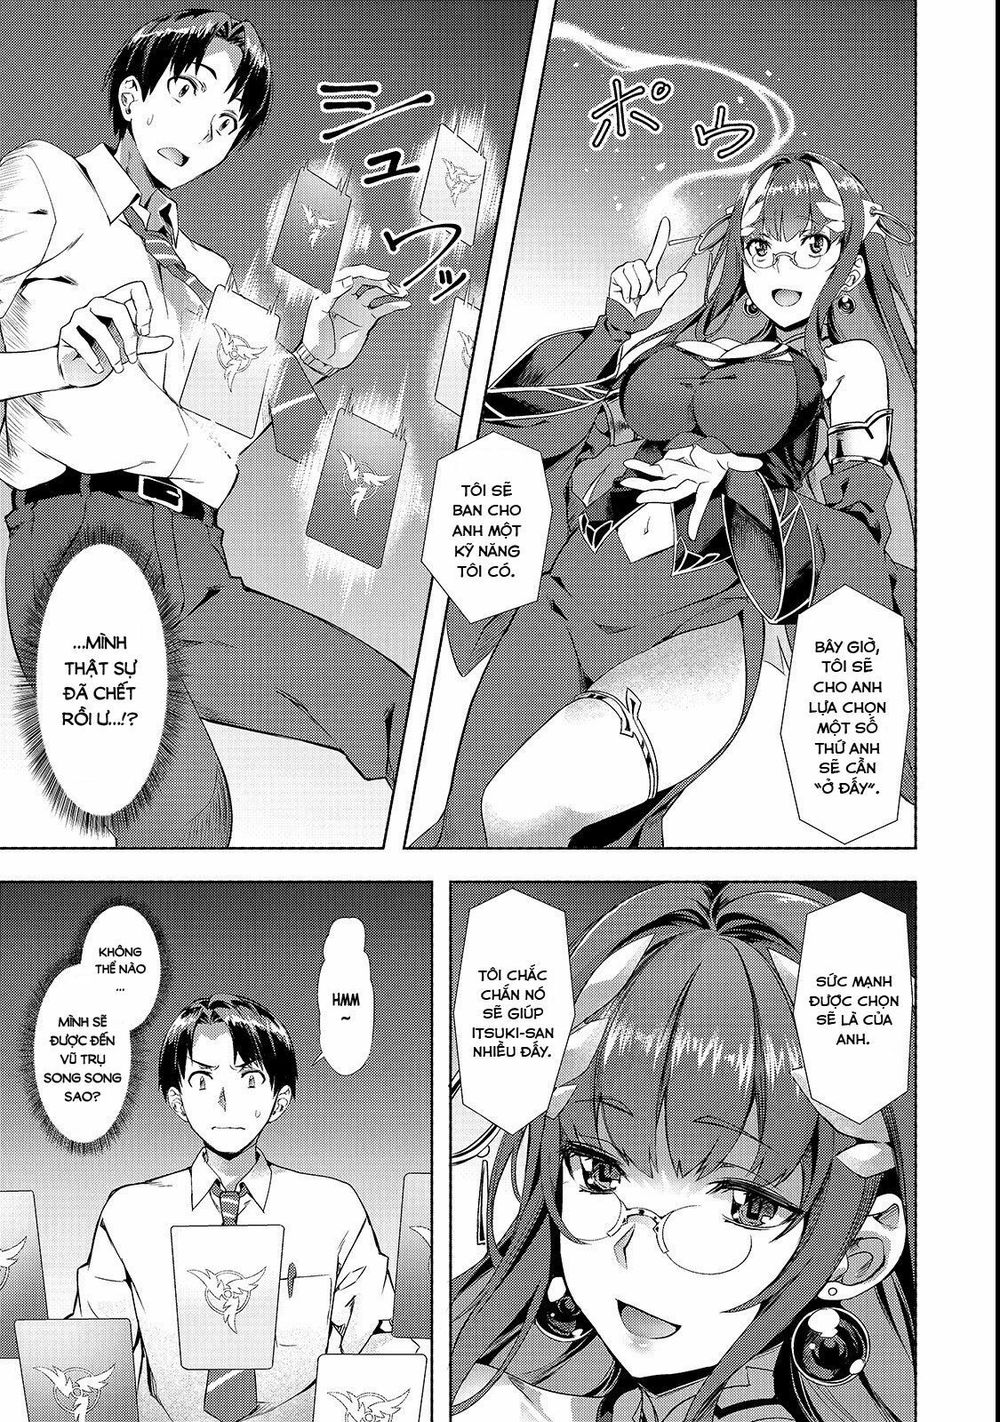 ポウ
BÂY GIỜ,
TÔI SẼ
CHO ANH
LỰA CHỌN
MỘT SỐ
THỨ ANH
SẼ CẦN
“Ở ĐẤY”.
TÔI SẼ
BAN CHO
ANH MỘT
KỸ NĂNG
TÔI CÓ.
シュウッ
...MÌNH
THẬT SỰ
ĐÃ CHẾT
RỒI Ư...!?
SỨC MẠNH
ĐƯỢC CHỌN
SẼ LÀ CỦA
ANH.
TÔI CHẮC
CHẮN NÓ
SẼ GIÚP
ITSUKI-SAN
NHIỀU ĐẤY.
HMM
~
KHÔNG
THỂ NÀO
...
MÌNH SẼ
ĐƯỢC ĐẾN
VŨ TRỤ
SONG SONG
SAO?